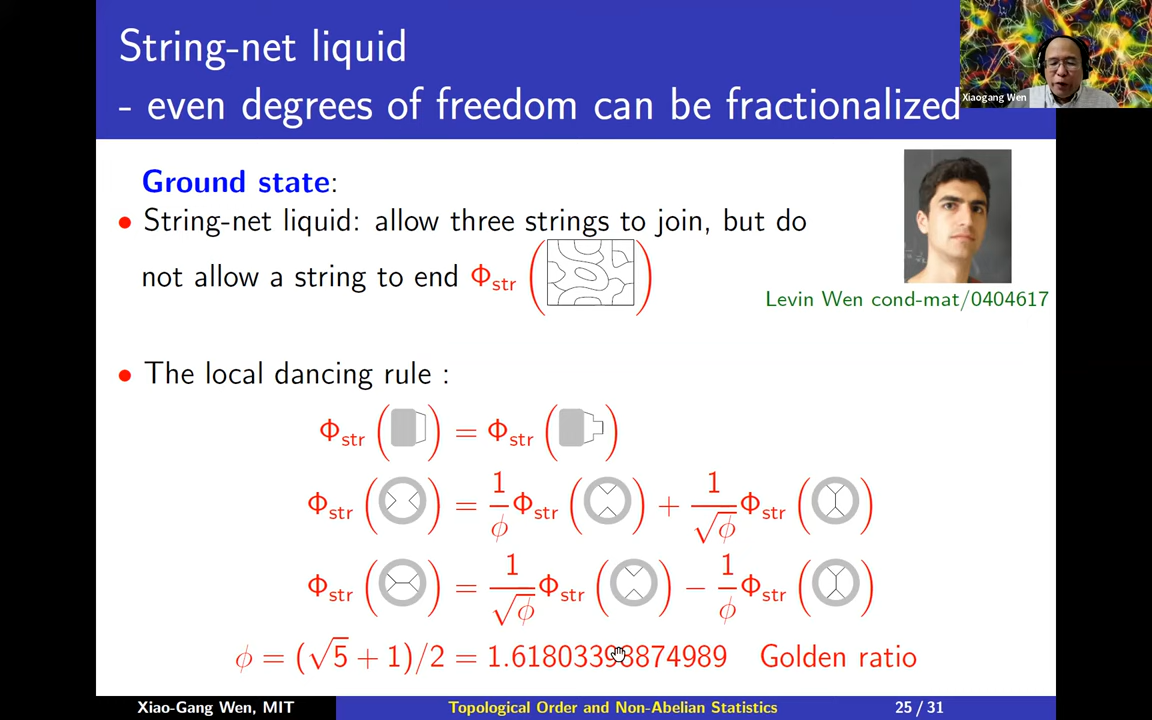 String-net liquid
- even degrees of freedom can be fractionalized
Xiaogang Wen
Ground state:
• String-net liquid: allow three strings to join, but do
not allow a string to end Φstr ( )
Levin Wen cond-mat/0404617
• The local dancing rule :
Φstr ( ) = Φstr ( )
Φstr ( ) = 1/ϕ Φstr ( ) + 1/√ϕ Φstr ( )
Φstr ( ) = 1/√ϕ Φstr ( ) − 1/ϕ Φstr ( )
ϕ = (√5 + 1)/2 = 1.61803398874989 Golden ratio
Xiao-Gang Wen, MIT
Topological Order and Non-Abelian Statistics
25 / 31